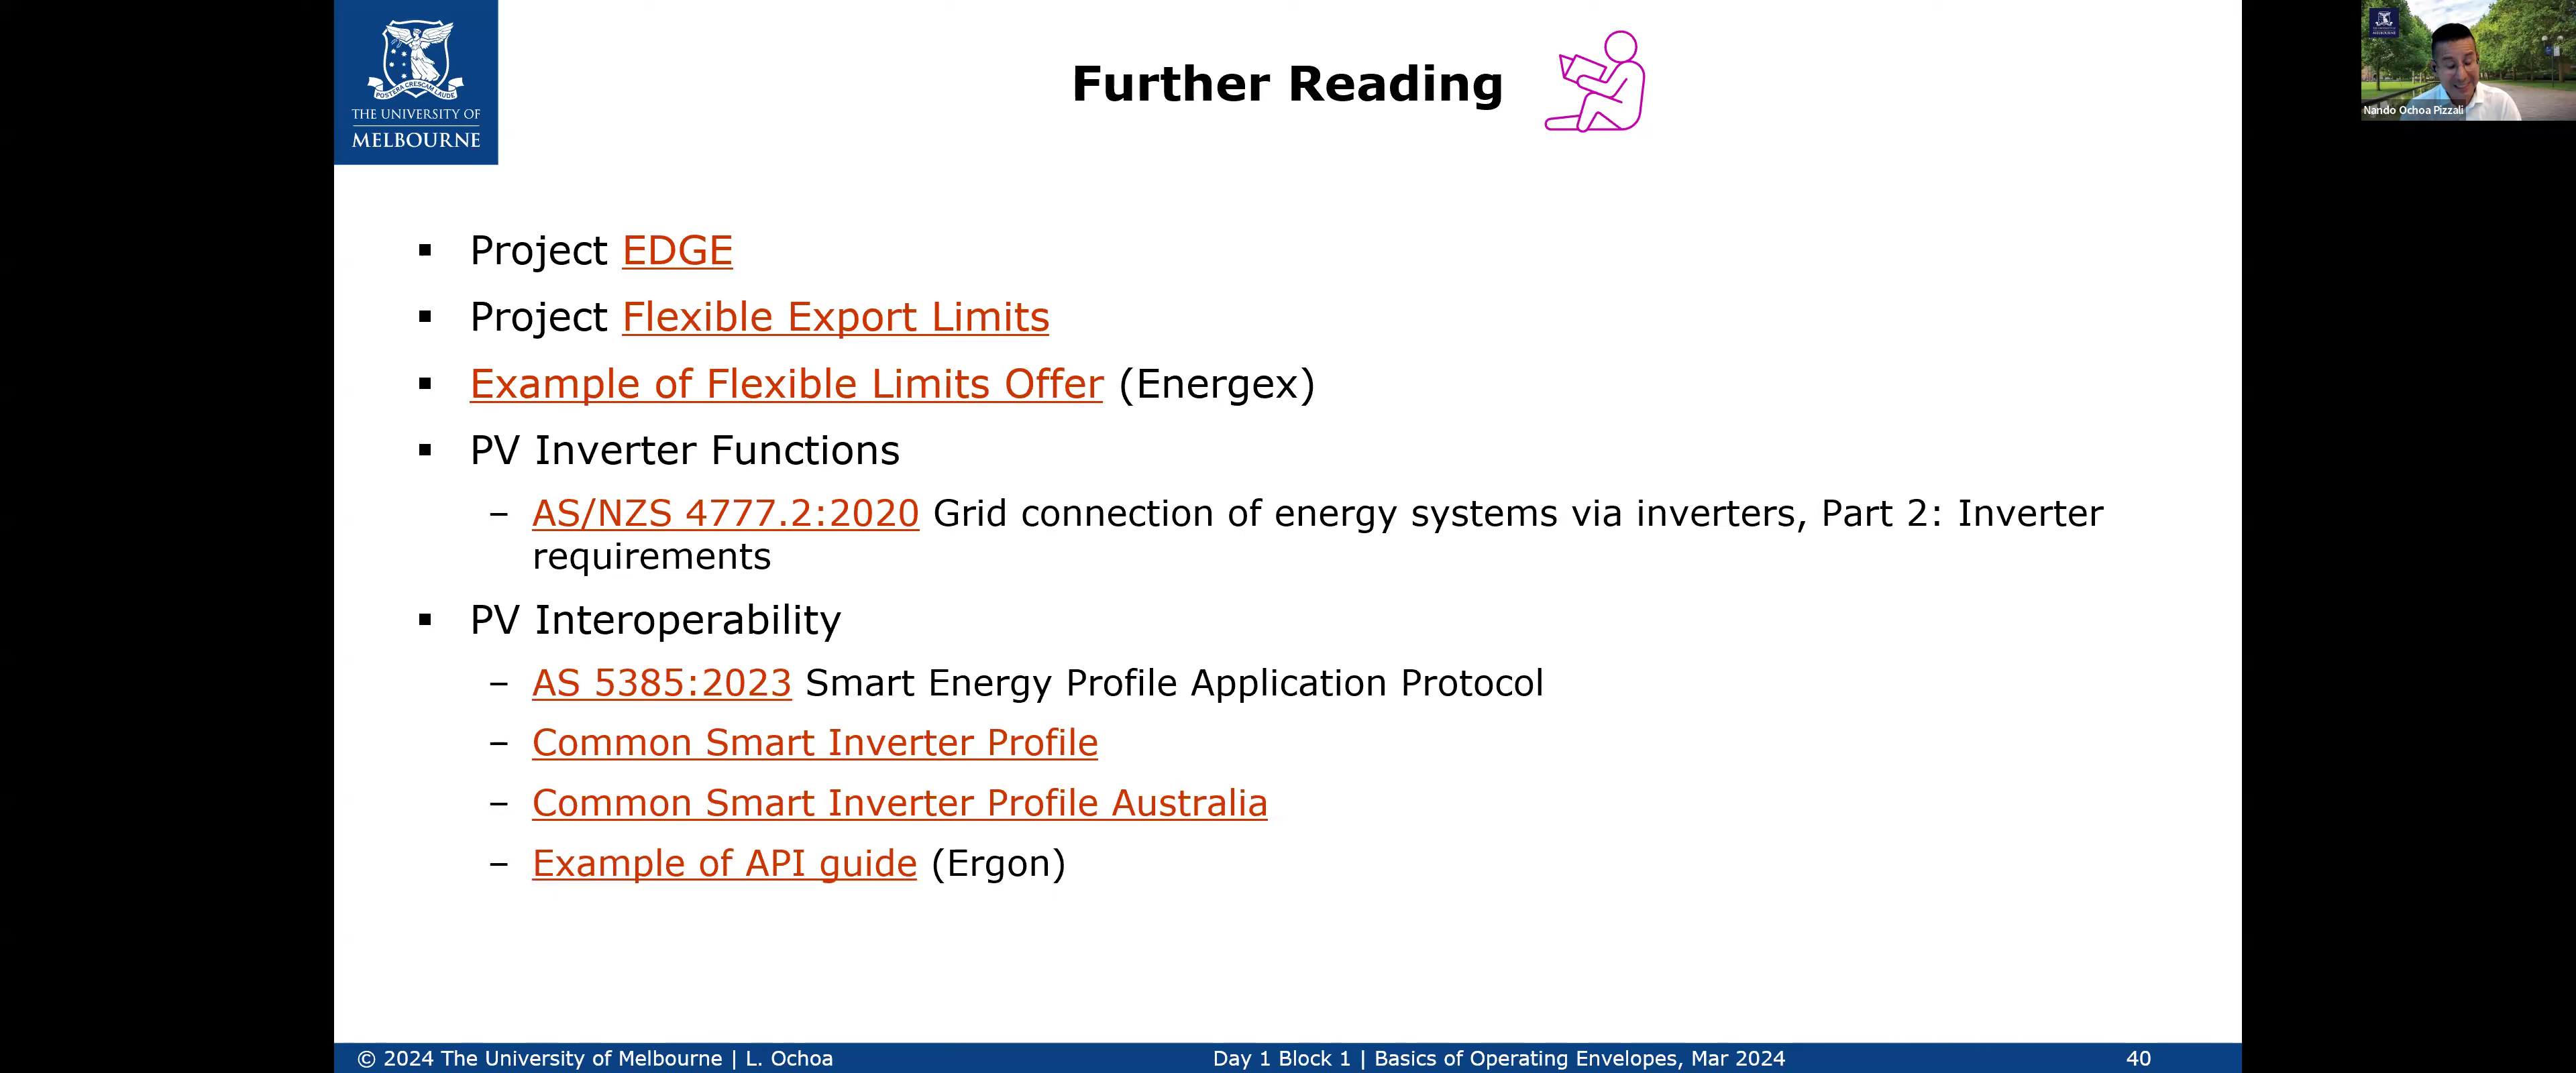 POSTERA CRESCAM LAUDE
THE UNIVERSITY OF
MELBOURNE
Further Reading
Nando Ochoa Pizzali
▪ Project EDGE
▪ Project Flexible Export Limits
▪ Example of Flexible Limits Offer (Energex)
▪ PV Inverter Functions
– AS/NZS 4777.2:2020 Grid connection of energy systems via inverters, Part 2: Inverter
requirements
▪ PV Interoperability
– AS 5385:2023 Smart Energy Profile Application Protocol
– Common Smart Inverter Profile
– Common Smart Inverter Profile Australia
– Example of API guide (Ergon)
© 2024 The University of Melbourne | L. Ochoa
Day 1 Block 1 | Basics of Operating Envelopes, Mar 2024
40